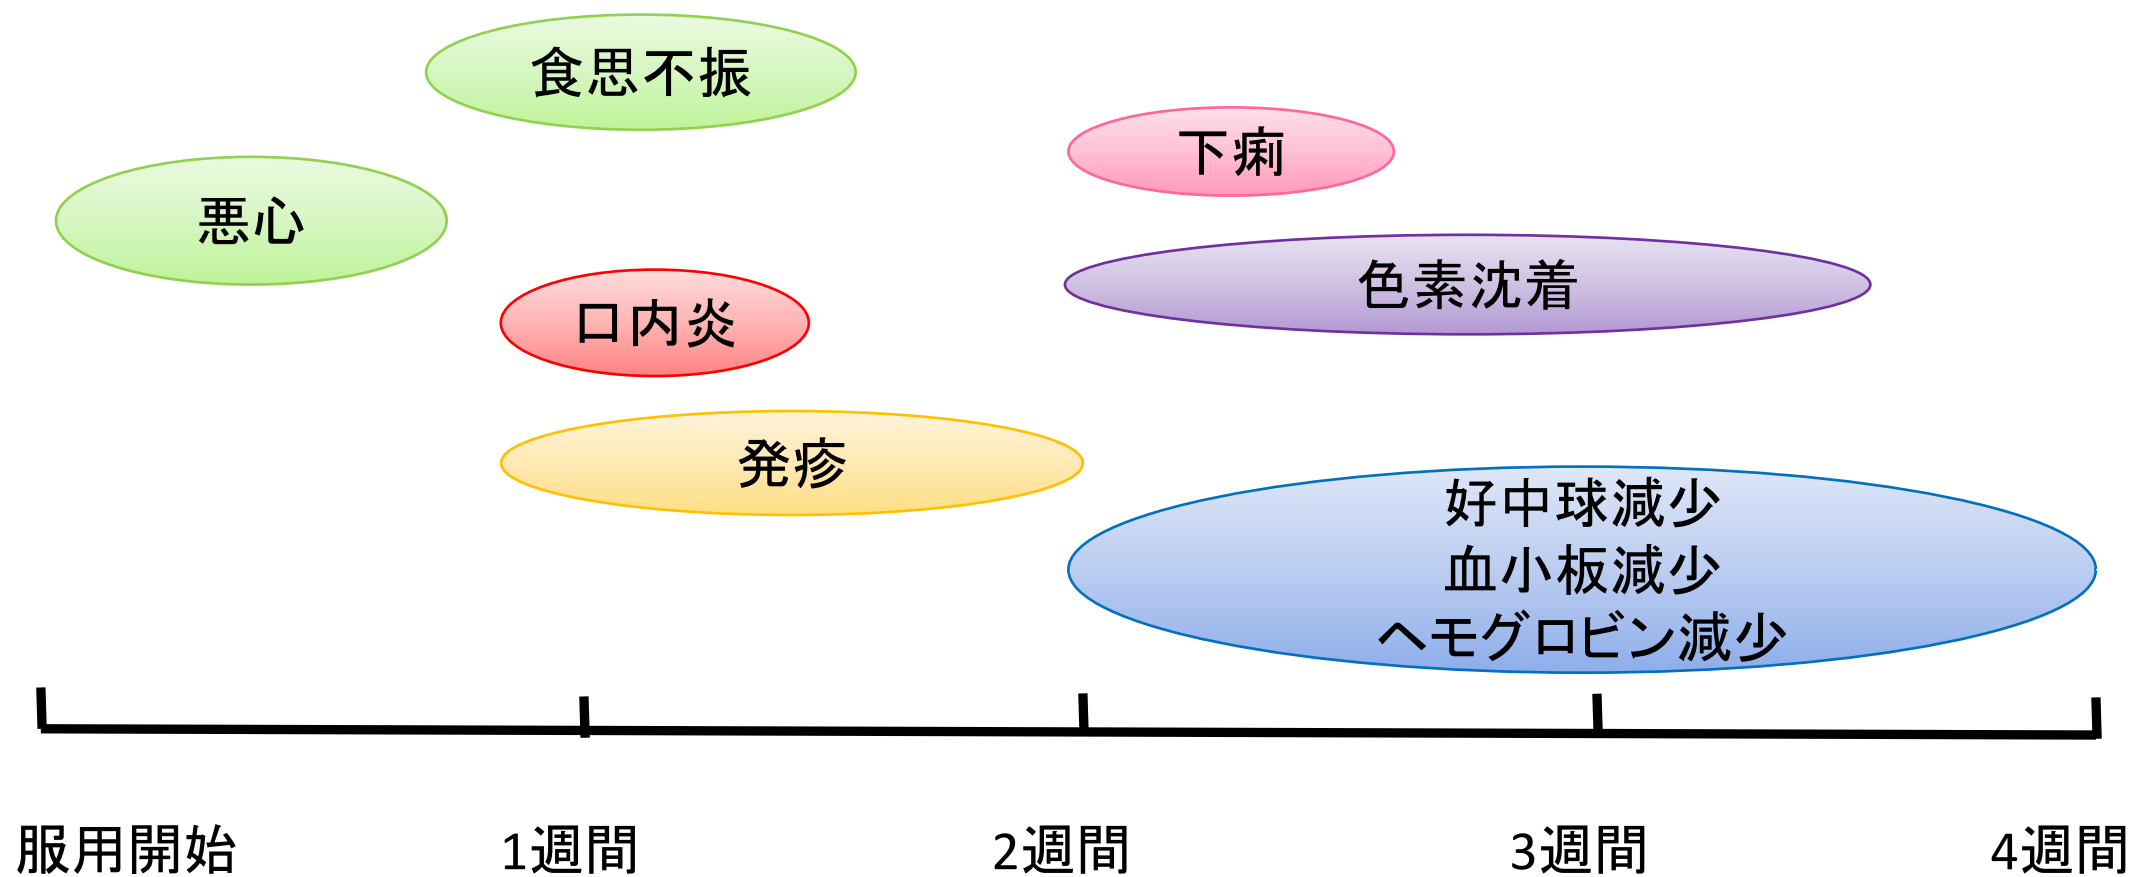 食思不振
下痢
悪心
色素沈着
口内炎
発疹
好中球減少
血小板減少
ヘモグロビン減少
服用開始
1週間
2週間
3週間
4週間